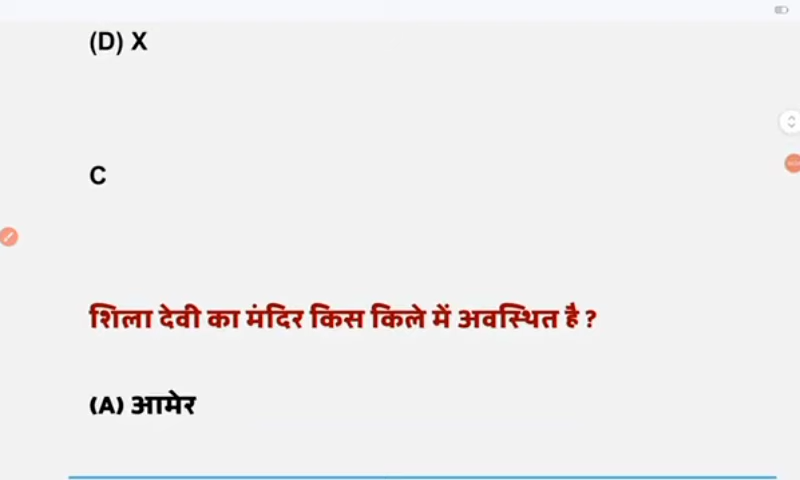 (D) X
C
शिला देवी का मंदिर किस किले में अवस्थित है ?
(A) आमेर